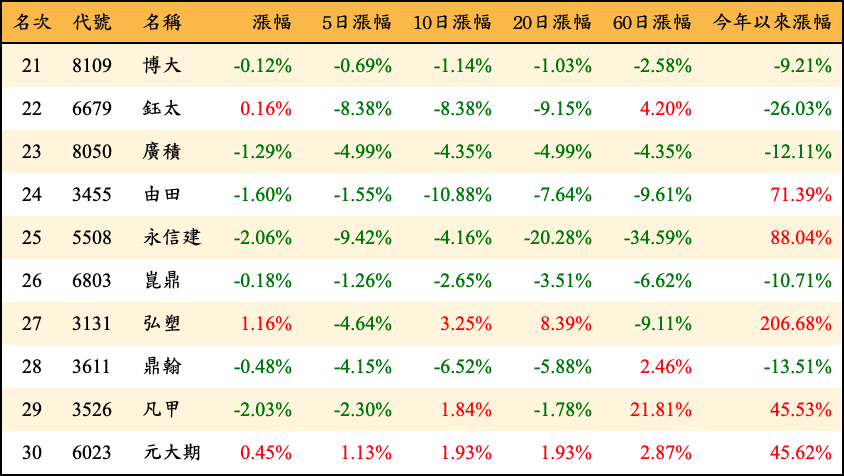 名次 代號 名稱 漲幅 5日漲幅 10日漲幅 20日漲幅 60日漲幅 今年以來漲幅
21 8109 博大 -0.12% -0.69% -1.14% -1.03% -2.58% -9.21%
22 6679 鈺太 0.16% -8.38% -8.38% -9.15% 4.20% -26.03%
23 8050 廣積 -1.29% -4.99% -4.35% -4.99% -4.35% -12.11%
24 3455 由田 -1.60% -1.55% -10.88% -7.64% -9.61% 71.39%
25 5508 永信建 -2.06% -9.42% -4.16% -20.28% -34.59% 88.04%
26 6803 崑鼎 -0.18% -1.26% -2.65% -3.51% -6.62% -10.71%
27 3131 弘塑 1.16% -4.64% 3.25% 8.39% -9.11% 206.68%
28 3611 鼎翰 -0.48% -4.15% -6.52% -5.88% 2.46% -13.51%
29 3526 凡甲 -2.03% -2.30% 1.84% -1.78% 21.81% 45.53%
30 6023 元大期 0.45% 1.13% 1.93% 1.93% 2.87% 45.62%